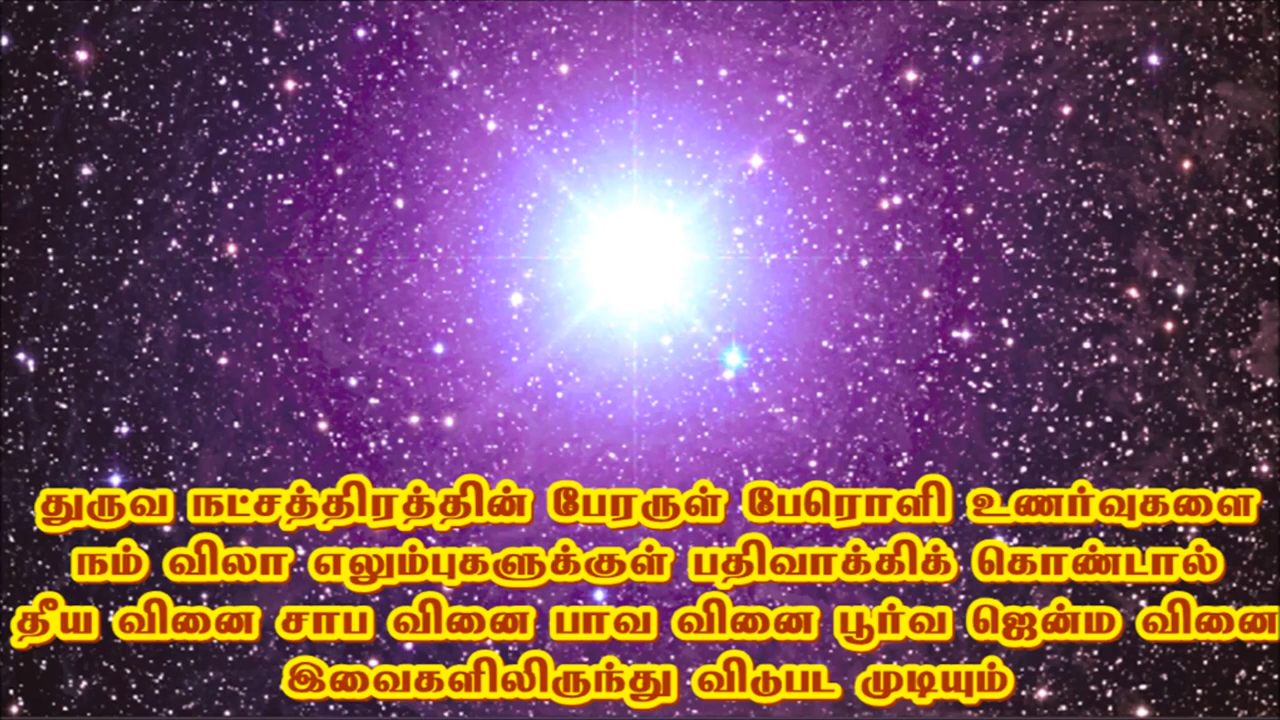 துருவ நட்சத்திரத்தின் பேரருள் பேரொளி உணர்வுகளை
நம் விலா எலும்புகளுக்குள் பதிவாக்கிக் கொண்டால்
தீய வினை சாப வினை பாவ வினை பூர்வ ஜென்ம வினை
இவைகளிலிருந்து விடுபட முடியும்